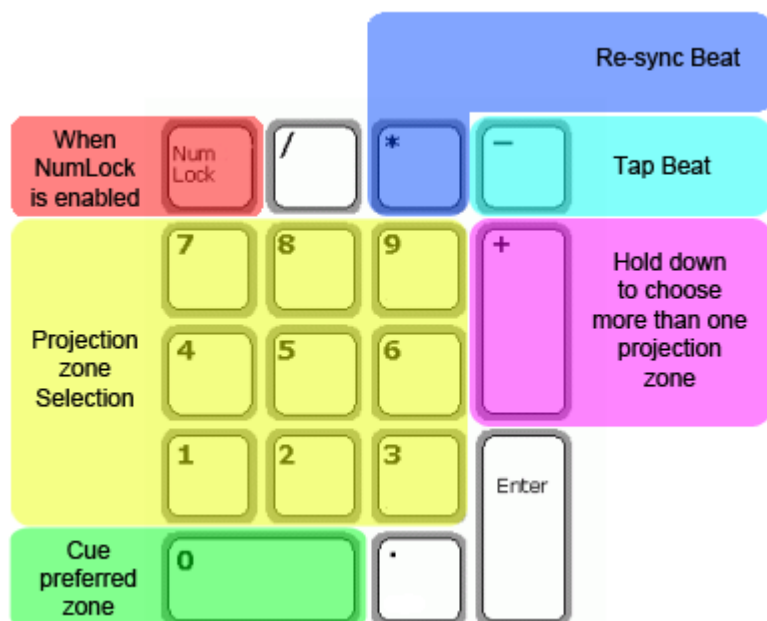 Re-sync Beat
When
NumLock
is enabled
Num
Lock
/
*
−
Tap Beat
7
8
9
+
Hold down
to choose
more than one
projection
zone
Projection
zone
Selection
4
5
6
1
2
3
Enter
Cue
preferred
zone
0
.